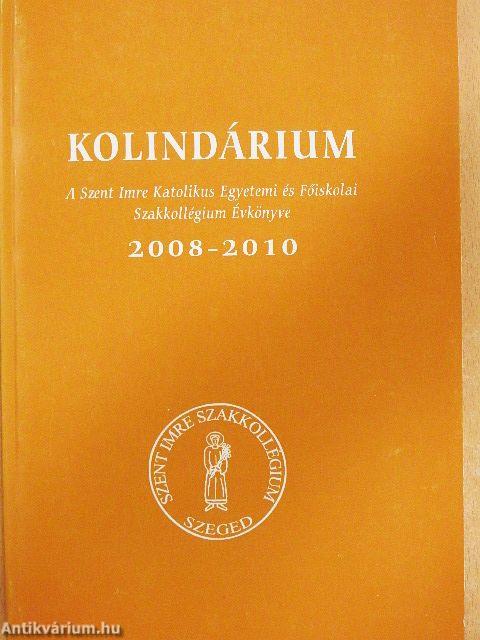 KOLINDÁRIUM
A Szent Imre Katolikus Egyetemi és Főiskolai
Szakkollégium Évkönyve
2008-2010
SZENT IMRE SZAKKOLLÉGIUM
SZEGED
Antikvárium.hu